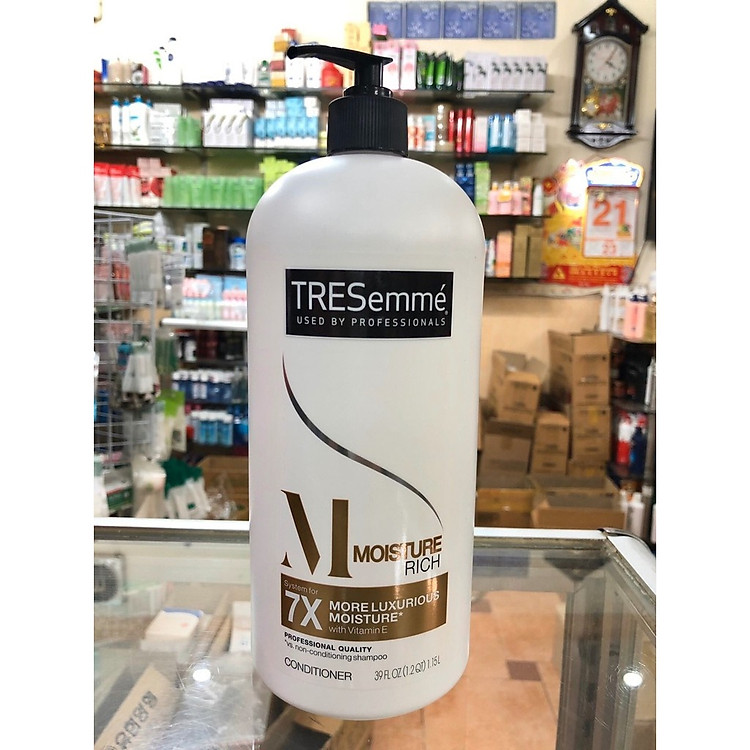 21
23
TRESemmé®
USED BY PROFESSIONALS
M MOISTURE
RICH
System for
7X MORE LUXURIOUS
MOISTURE*
with Vitamin E
PROFESSIONAL QUALITY
*vs. non-conditioning shampoo
CONDITIONER 39 FL OZ (1.2 QT) 1.15 L